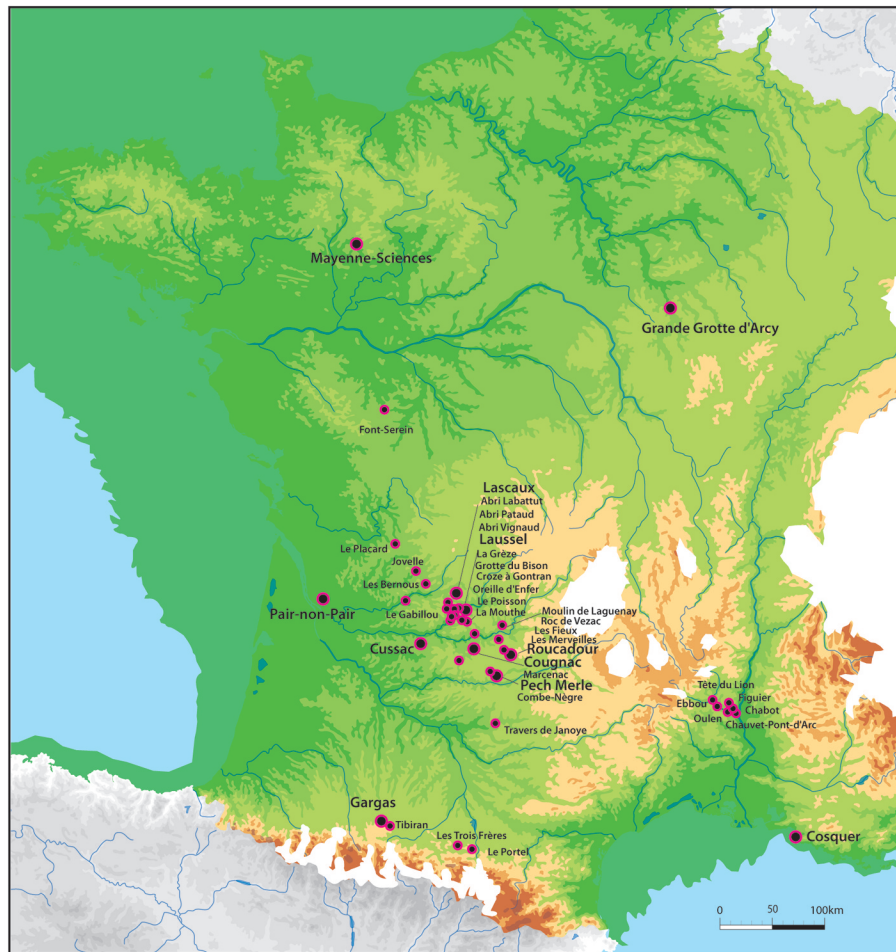 Mayenne-Sciences
Grande Grotte d'Arcy
Font-Serein
Lascaux
Abri Labattut
Abri Pataud
Abri Vignaud
Laussel
Le Placard
La Grèze
Jovelle
Grotte du Bison
Croze à Gontran
Les Bernous
Oreille d'Enfer
Le Poisson
Pair-non-Pair
Le Gabillou
La Mouthe
Moulin de Laguenay
Roc de Vezac
Les Fieux
Les Merveilles
Cussac
Roucadour
Cougnac
Marcenac
Pech Merle
Combe-Nègre
Tête du Lion
Ebbou
Figuier
Chabot
Oulen
Chauvet-Pont-d'Arc
Travers de Janoye
Gargas
Tibiran
Les Trois Frères
Le Portel
Cosquer
0 50 100km